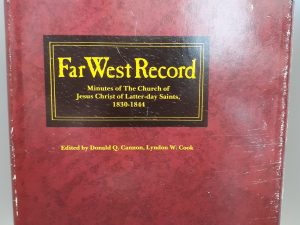 Far West Record
Minutes of The Church of
Jesus Christ of Latter-day Saints,
1830-1844
Edited by Donald Q. Cannon, Lyndon W. Cook